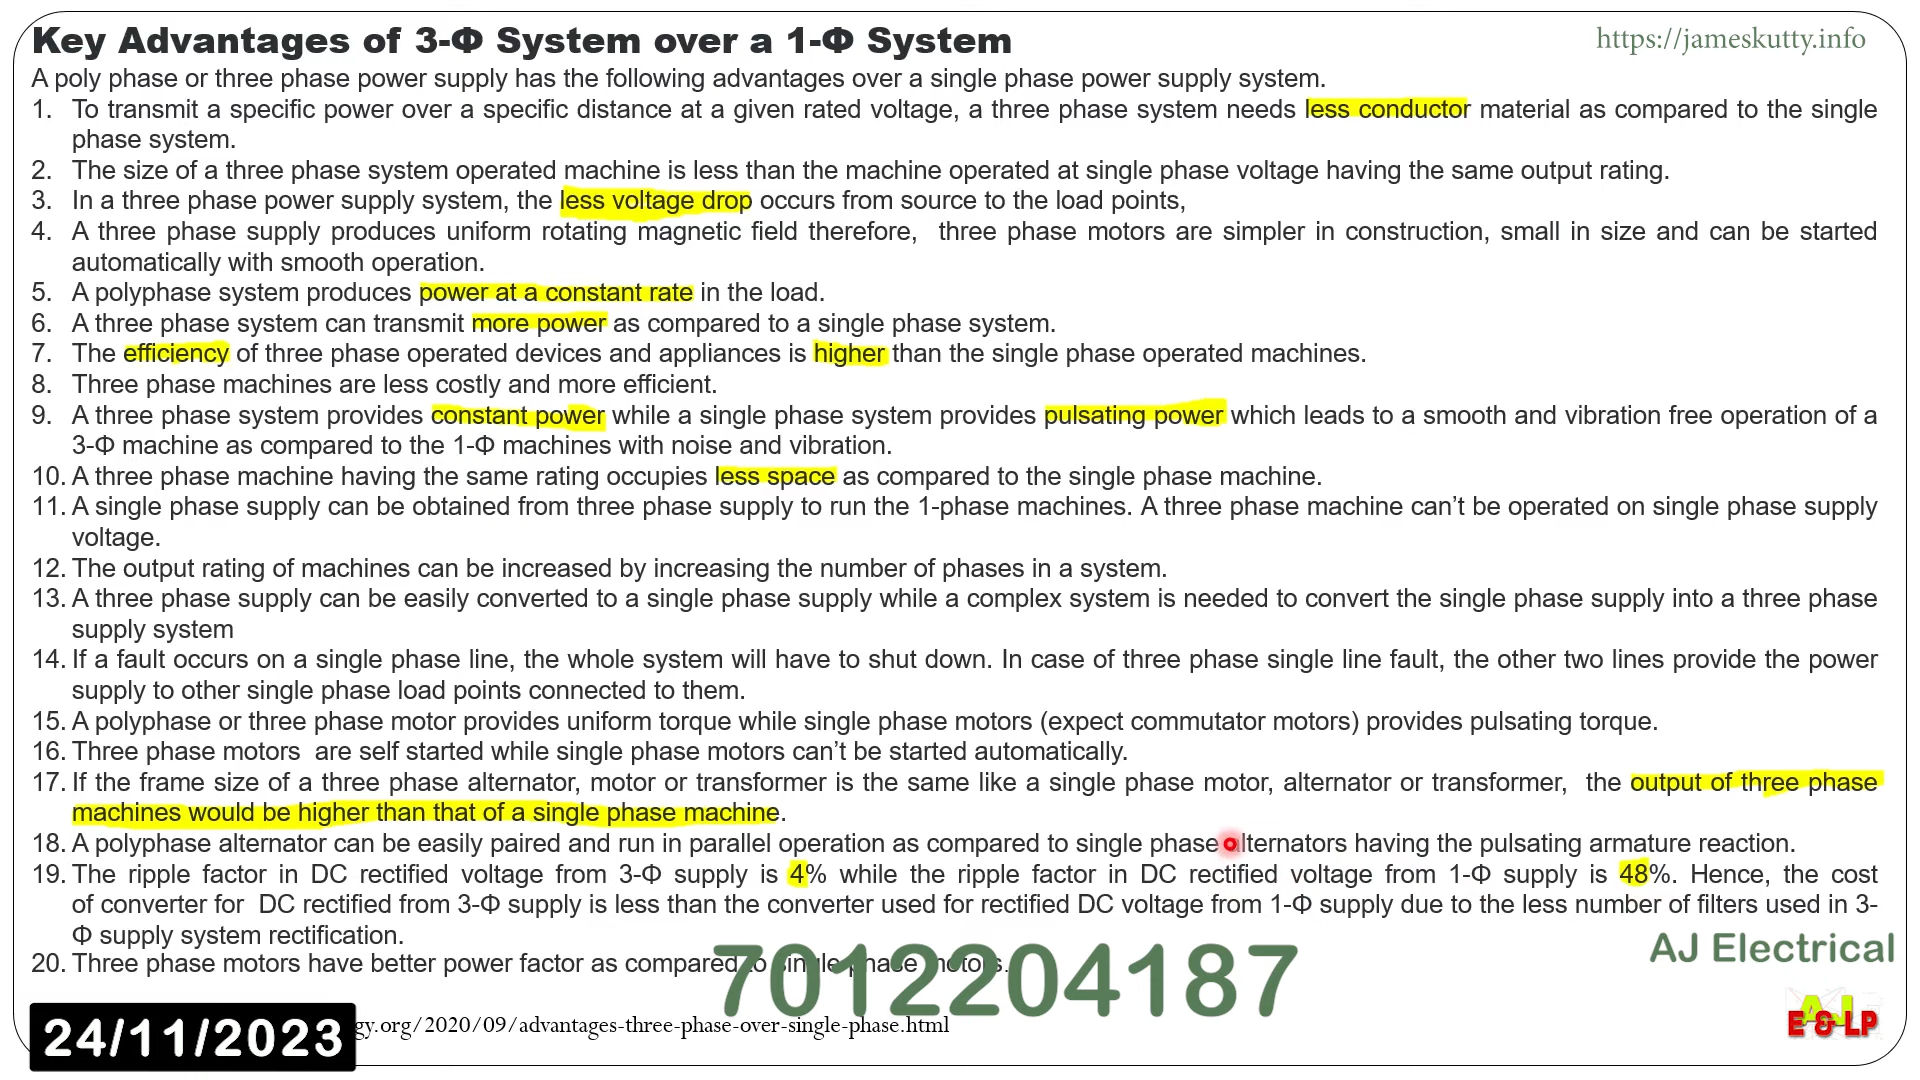 Key Advantages of 3-Φ System over a 1-Φ System
https://jameskutty.info
A poly phase or three phase power supply has the following advantages over a single phase power supply system.
1. To transmit a specific power over a specific distance at a given rated voltage, a three phase system needs less conductor material as compared to the single
phase system.
2. The size of a three phase system operated machine is less than the machine operated at single phase voltage having the same output rating.
3. In a three phase power supply system, the less voltage drop occurs from source to the load points,
4. A three phase supply produces uniform rotating magnetic field therefore, three phase motors are simpler in construction, small in size and can be started
automatically with smooth operation.
5. A polyphase system produces power at a constant rate in the load.
6. A three phase system can transmit more power as compared to a single phase system.
7. The efficiency of three phase operated devices and appliances is higher than the single phase operated machines.
8. Three phase machines are less costly and more efficient.
9. A three phase system provides constant power while a single phase system provides pulsating power which leads to a smooth and vibration free operation of a
3-Φ machine as compared to the 1-Φ machines with noise and vibration.
10. A three phase machine having the same rating occupies less space as compared to the single phase machine.
11. A single phase supply can be obtained from three phase supply to run the 1-phase machines. A three phase machine can’t be operated on single phase supply
voltage.
12. The output rating of machines can be increased by increasing the number of phases in a system.
13. A three phase supply can be easily converted to a single phase supply while a complex system is needed to convert the single phase supply into a three phase
supply system
14. If a fault occurs on a single phase line, the whole system will have to shut down. In case of three phase single line fault, the other two lines provide the power
supply to other single phase load points connected to them.
15. A polyphase or three phase motor provides uniform torque while single phase motors (expect commutator motors) provides pulsating torque.
16. Three phase motors are self started while single phase motors can’t be started automatically.
17. If the frame size of a three phase alternator, motor or transformer is the same like a single phase motor, alternator or transformer, the output of three phase
machines would be higher than that of a single phase machine.
18. A polyphase alternator can be easily paired and run in parallel operation as compared to single phase alternators having the pulsating armature reaction.
19. The ripple factor in DC rectified voltage from 3-Φ supply is 4% while the ripple factor in DC rectified voltage from 1-Φ supply is 48%. Hence, the cost
of converter for DC rectified from 3-Φ supply is less than the converter used for rectified DC voltage from 1-Φ supply due to the less number of filters used in 3-
Φ supply system rectification.
20. Three phase motors have better power factor as compared to single phase motors.
7012204187
AJ Electrical
AJ
E & LP
gy.org/2020/09/advantages-three-phase-over-single-phase.html
24/11/2023